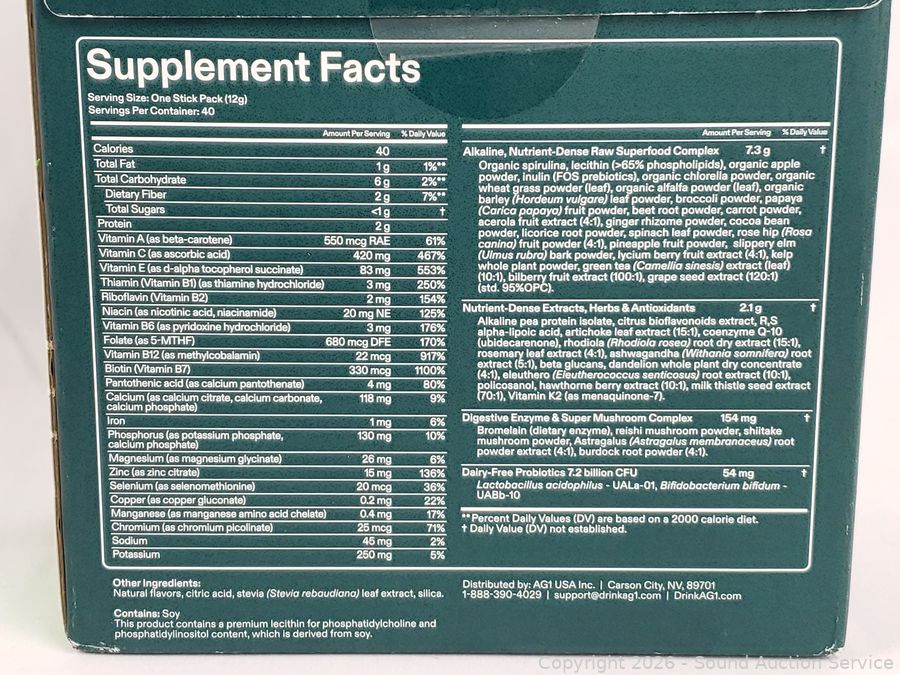 Supplement Facts
Serving Size: One Stick Pack (12g)
Servings Per Container: 40
Amount Per Serving % Daily Value
Calories 40
Total Fat 1 g 1%**
Total Carbohydrate 6 g 2%**
Dietary Fiber 2 g 7%**
Total Sugars <1 g †
Protein 2 g
Vitamin A (as beta-carotene) 550 mcg RAE 61%
Vitamin C (as ascorbic acid) 420 mg 467%
Vitamin E (as d-alpha tocopherol succinate) 83 mg 553%
Thiamin (Vitamin B1) (as thiamine hydrochloride) 3 mg 250%
Riboflavin (Vitamin B2) 2 mg 154%
Niacin (as nicotinic acid, niacinamide) 20 mg NE 125%
Vitamin B6 (as pyridoxine hydrochloride) 3 mg 176%
Folate (as 5-MTHF) 680 mcg DFE 170%
Vitamin B12 (as methylcobalamin) 22 mcg 917%
Biotin (Vitamin B7) 330 mcg 1100%
Pantothenic acid (as calcium pantothenate) 4 mg 80%
Calcium (as calcium citrate, calcium carbonate, 118 mg 9%
calcium phosphate)
Iron 1 mg 6%
Phosphorus (as potassium phosphate, 130 mg 10%
calcium phosphate)
Magnesium (as magnesium glycinate) 26 mg 6%
Zinc (as zinc citrate) 15 mg 136%
Selenium (as selenomethionine) 20 mcg 36%
Copper (as copper gluconate) 0.2 mg 22%
Manganese (as manganese amino acid chelate) 0.4 mg 17%
Chromium (as chromium picolinate) 25 mcg 71%
Sodium 45 mg 2%
Potassium 250 mg 5%
Amount Per Serving % Daily Value
Alkaline, Nutrient-Dense Raw Superfood Complex 7.3 g †
Organic spirulina, lecithin (>65% phospholipids), organic apple
powder, inulin (FOS prebiotics), organic chlorella powder, organic
wheat grass powder (leaf), organic alfalfa powder (leaf), organic
barley (Hordeum vulgare) leaf powder, broccoli powder, papaya
(Carica papaya) fruit powder, beet root powder, carrot powder,
acerola fruit extract (4:1), ginger rhizome powder, cocoa bean
powder, licorice root powder, spinach leaf powder, rose hip (Rosa
canina) fruit powder (4:1), pineapple fruit powder, slippery elm
(Ulmus rubra) bark powder, lycium berry fruit extract (4:1), kelp
whole plant powder, green tea (Camellia sinesis) extract (leaf)
(10:1), bilberry fruit extract (100:1), grape seed extract (120:1)
(std. 95%OPC).
Nutrient-Dense Extracts, Herbs & Antioxidants 2.1 g †
Alkaline pea protein isolate, citrus bioflavonoids extract, R,S
alpha-lipoic acid, artichoke leaf extract (15:1), coenzyme Q-10
(ubidecarenone), rhodiola (Rhodiola rosea) root dry extract (15:1),
rosemary leaf extract (4:1), ashwagandha (Withania somnifera) root
extract (5:1), beta glucans, dandelion whole plant dry concentrate
(4:1), eleuthero (Eleutherococcus senticosus) root extract (10:1),
policosanol, hawthorne berry extract (10:1), milk thistle seed extract
(70:1), Vitamin K2 (as menaquinone-7).
Digestive Enzyme & Super Mushroom Complex 154 mg †
Bromelain (dietary enzyme), reishi mushroom powder, shiitake
mushroom powder, Astragalus (Astragalus membranaceus) root
powder extract (4:1), burdock root powder (4:1).
Dairy-Free Probiotics 7.2 billion CFU 54 mg †
Lactobacillus acidophilus - UALa-01, Bifidobacterium bifidum -
UABb-10
**Percent Daily Values (DV) are based on a 2000 calorie diet.
† Daily Value (DV) not established.
Other Ingredients:
Natural flavors, citric acid, stevia (Stevia rebaudiana) leaf extract, silica.
Contains: Soy
This product contains a premium lecithin for phosphatidylcholine and
phosphatidylinositol content, which is derived from soy.
Distributed by: AG1 USA Inc. | Carson City, NV, 89701
1-888-390-4029 | support@drinkag1.com | DrinkAG1.com
Copyright 2026 - Sound Auction Service